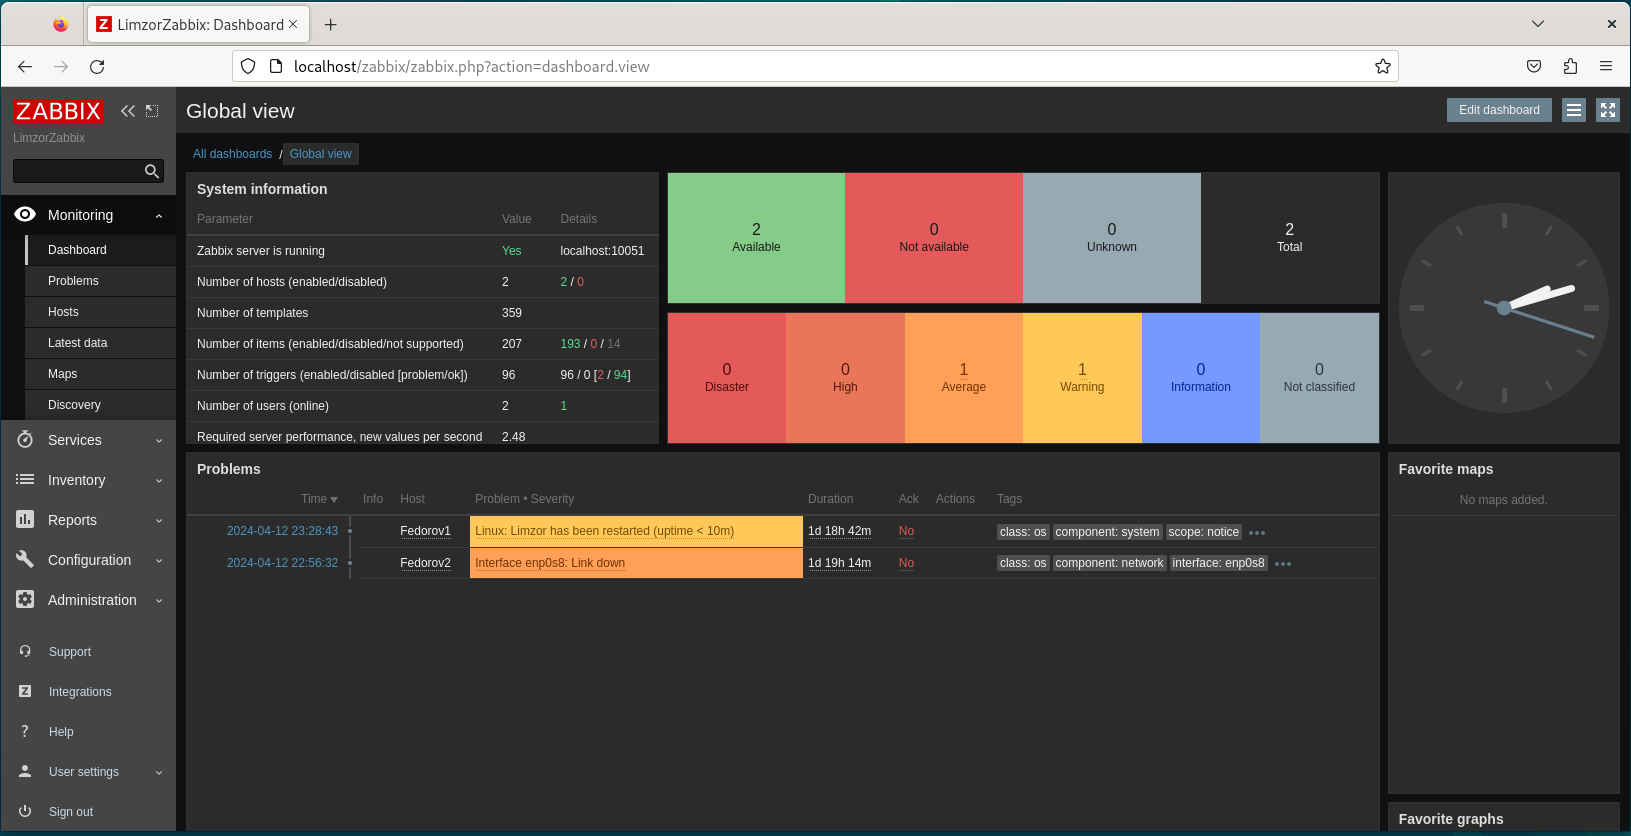 LimzorZabbix: Dashboard
localhost/zabbix/zabbix.php?action=dashboard.view
ZABBIX
LimzorZabbix
Monitoring
Dashboard
Problems
Hosts
Latest data
Maps
Discovery
Services
Inventory
Reports
Configuration
Administration
Support
Integrations
Help
User settings
Sign out
Global view
Edit dashboard
All dashboards / Global view
System information
Parameter Value Details
Zabbix server is running Yes localhost:10051
Number of hosts (enabled/disabled) 2 2 / 0
Number of templates 359
Number of items (enabled/disabled/not supported) 207 193 / 0 / 14
Number of triggers (enabled/disabled [problem/ok]) 96 96 / 0 [2 / 94]
Number of users (online) 2 1
Required server performance, new values per second 2.48
2 0 0 2
Available Not available Unknown Total
0 0 1 1 0 0
Disaster High Average Warning Information Not classified
Problems
Time Info Host Problem • Severity Duration Ack Actions Tags
2024-04-12 23:28:43 Fedorov1 Linux: Limzor has been restarted (uptime < 10m) 1d 18h 42m No class: os component: system scope: notice •••
2024-04-12 22:56:32 Fedorov2 Interface enp0s8: Link down 1d 19h 14m No class: os component: network interface: enp0s8 •••
Favorite maps
No maps added.
Favorite graphs